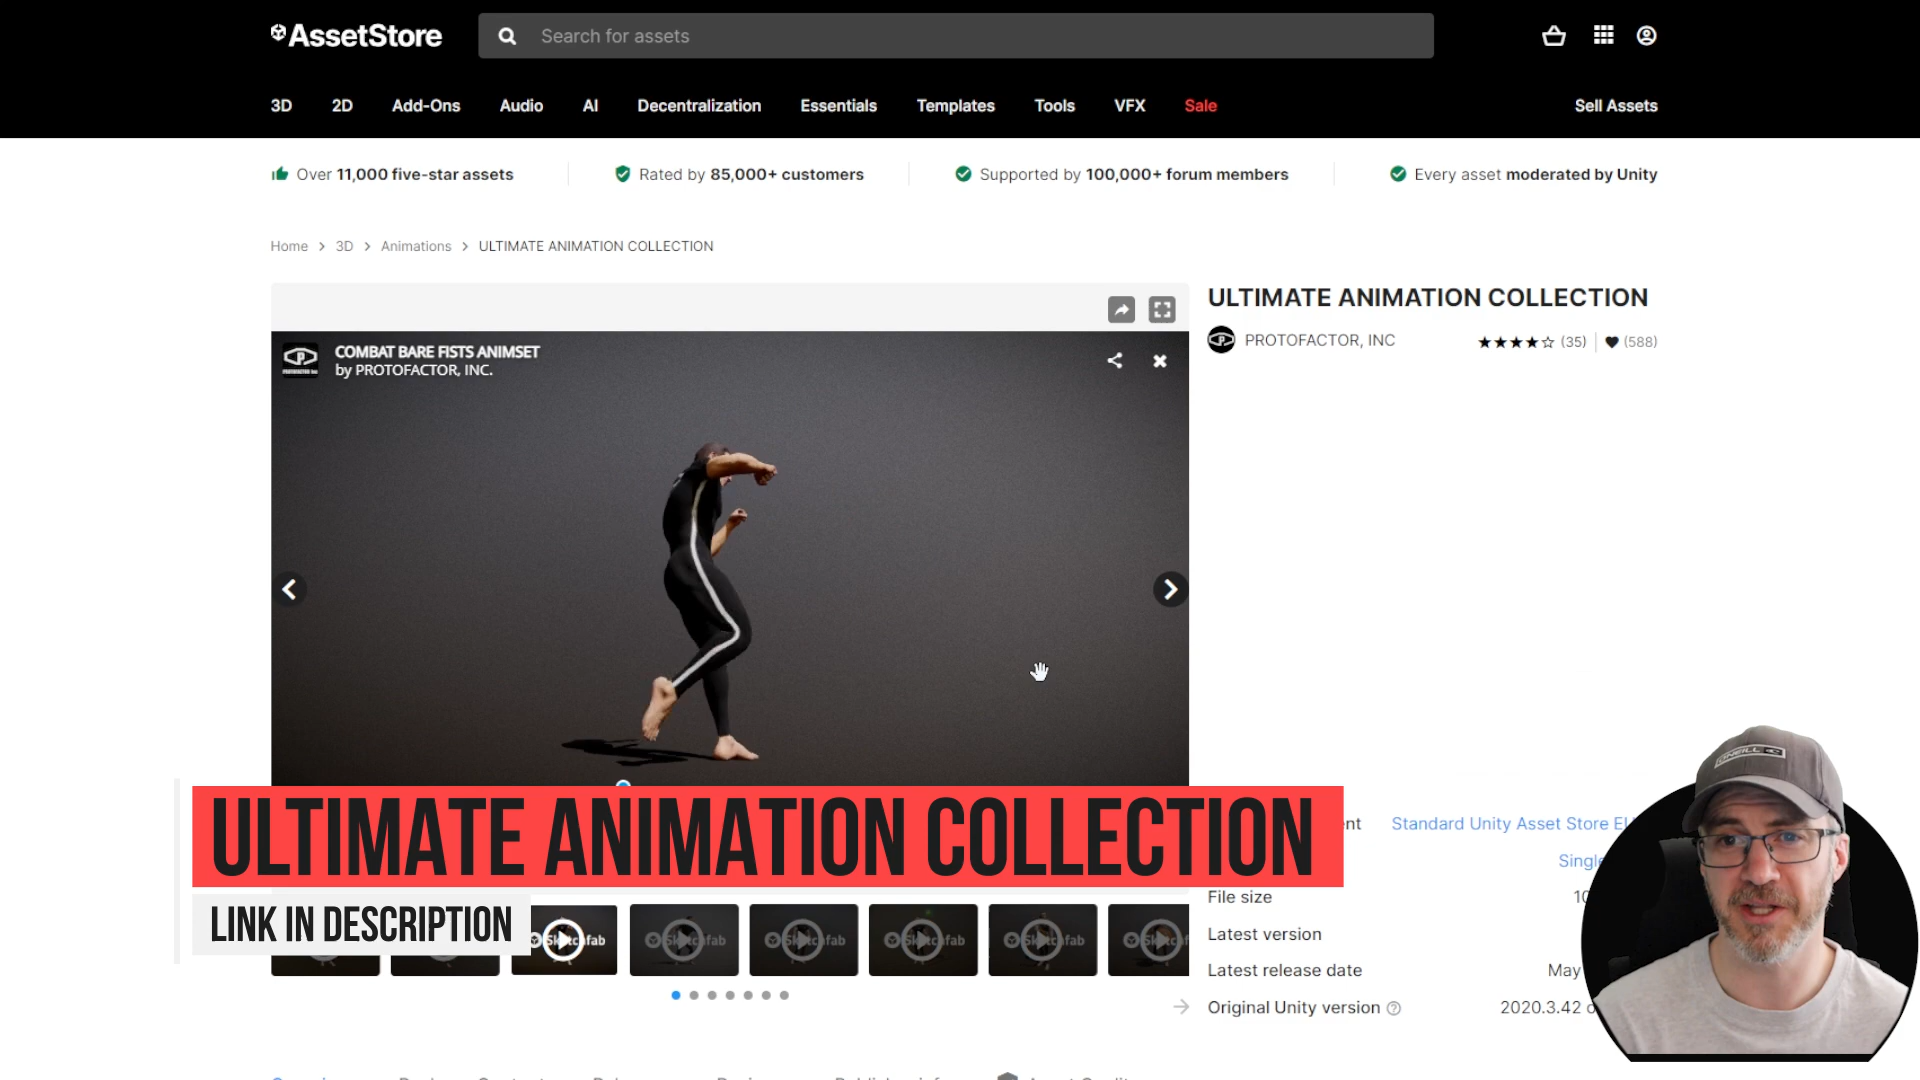 AssetStore
Search for assets
3D 2D Add-Ons Audio AI Decentralization Essentials Templates Tools VFX Sale Sell Assets
Over 11,000 five-star assets
Rated by 85,000+ customers
Supported by 100,000+ forum members
Every asset moderated by Unity
Home > 3D > Animations > ULTIMATE ANIMATION COLLECTION
ULTIMATE ANIMATION COLLECTION
PROTOFACTOR, INC
(35)
(588)
COMBAT BARE FISTS ANIMSET
by PROTOFACTOR, INC.
ULTIMATE ANIMATION COLLECTION
LINK IN DESCRIPTION
Standard Unity Asset Store
Single
File size
Latest version
Latest release date May
Original Unity version 2020.3.42
O'NEILL